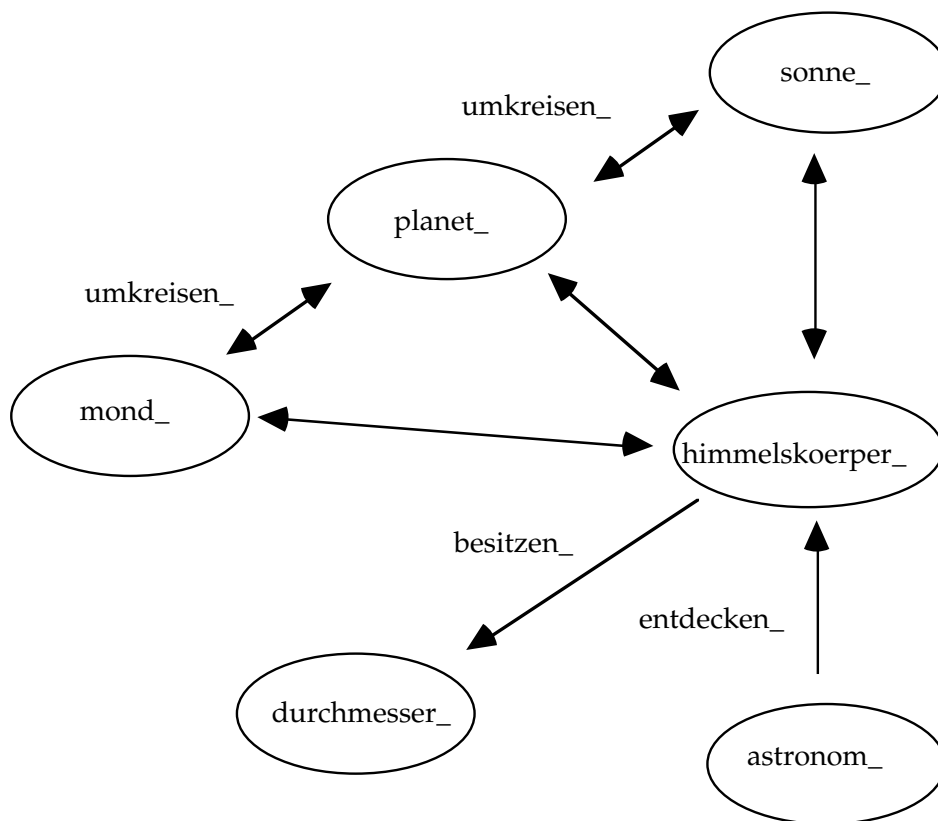 sonne_
umkreisen_
planet_
umkreisen_
mond_
himmelskoerper_
besitzen_
entdecken_
durchmesser_
astronom_